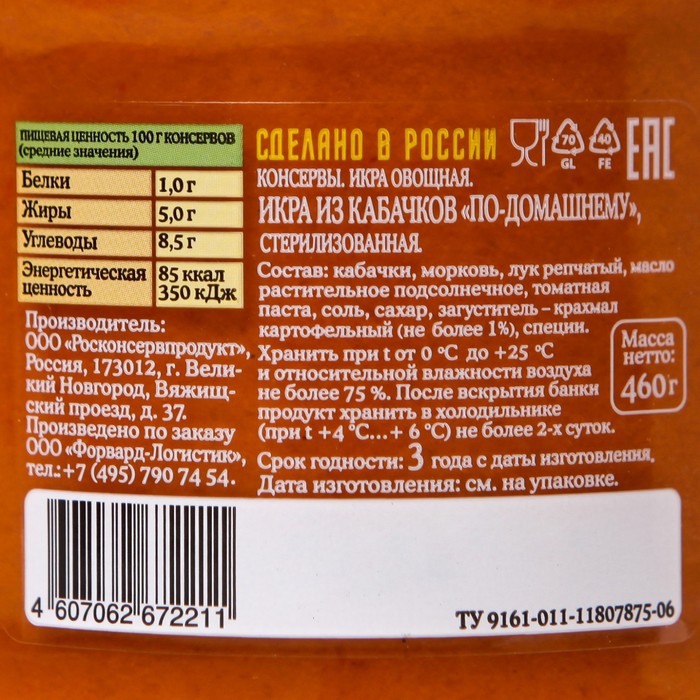 ПИЩЕВАЯ ЦЕННОСТЬ 100 Г КОНСЕРВОВ
(средние значения)
Белки 1,0 г
Жиры 5,0 г
Углеводы 8,5 г
Энергетическая ценность 85 ккал
350 кДж
Производитель:
ООО «Росконсервпродукт»,
Россия, 173012, г. Вели-
кий Новгород, Вяжищ-
ский проезд, д. 37.
Произведено по заказу
ООО «Форвард-Логистик»,
тел.:+7 (495) 790 74 54.
СДЕЛАНО В РОССИИ
70
GL
40
FE
ЕАС
КОНСЕРВЫ. ИКРА ОВОЩНАЯ.
ИКРА ИЗ КАБАЧКОВ «ПО-ДОМАШНЕМУ»,
СТЕРИЛИЗОВАННАЯ.
Состав: кабачки, морковь, лук репчатый, масло
растительное подсолнечное, томатная
паста, соль, сахар, загуститель – крахмал
картофельный (не более 1%), специи.
Хранить при t от 0 °С до +25 °С
и относительной влажности воздуха
не более 75 %. После вскрытия банки
продукт хранить в холодильнике
(при t +4 °С...+ 6 °С) не более 2-х суток.
Масса
нетто:
460 г
Срок годности: 3 года с даты изготовления.
Дата изготовления: см. на упаковке.
4 607062 672211
ТУ 9161-011-11807875-06